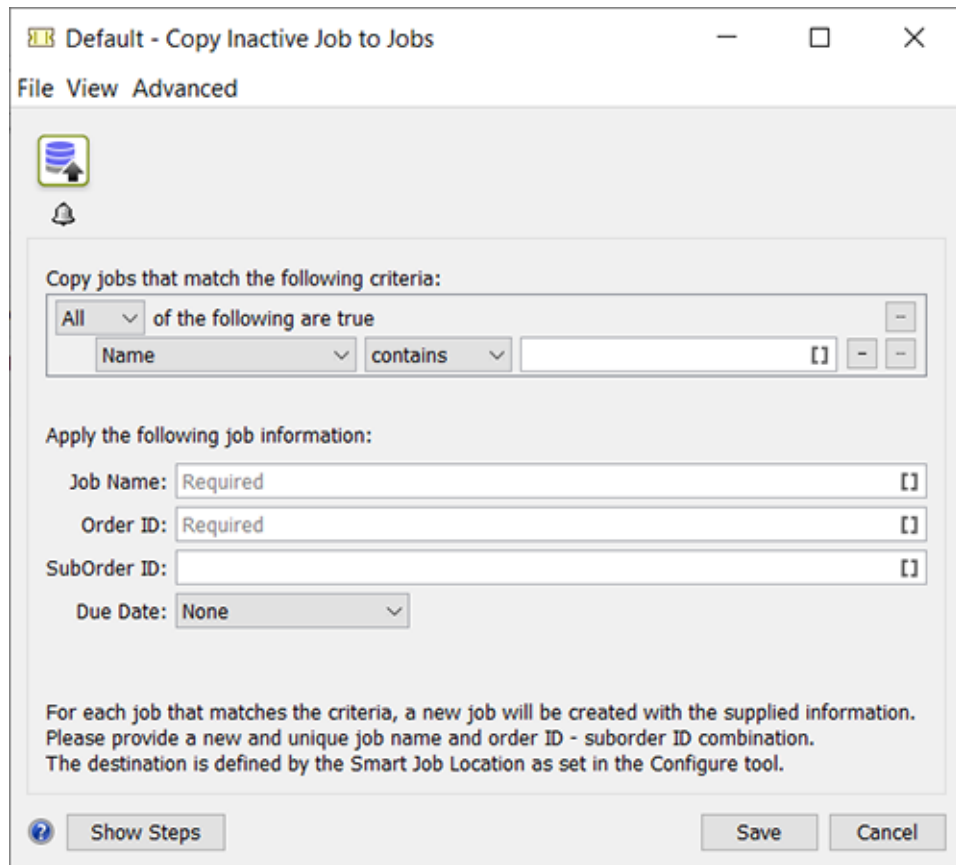 Default - Copy Inactive Job to Jobs
File View Advanced
Copy jobs that match the following criteria:
All of the following are true
Name contains []
Apply the following job information:
Job Name: Required []
Order ID: Required []
SubOrder ID: []
Due Date: None
For each job that matches the criteria, a new job will be created with the supplied information.
Please provide a new and unique job name and order ID - suborder ID combination.
The destination is defined by the Smart Job Location as set in the Configure tool.
? Show Steps Save Cancel